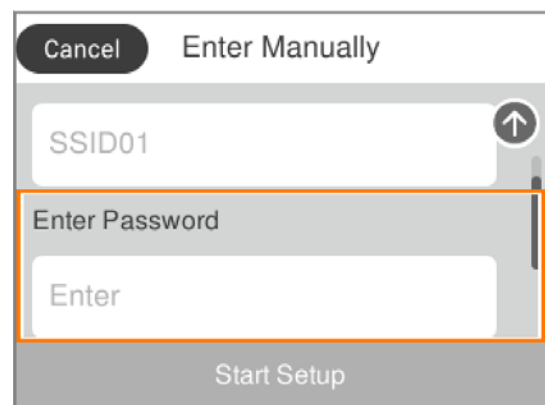 Cancel Enter Manually
SSID01
Enter Password
Enter
Start Setup